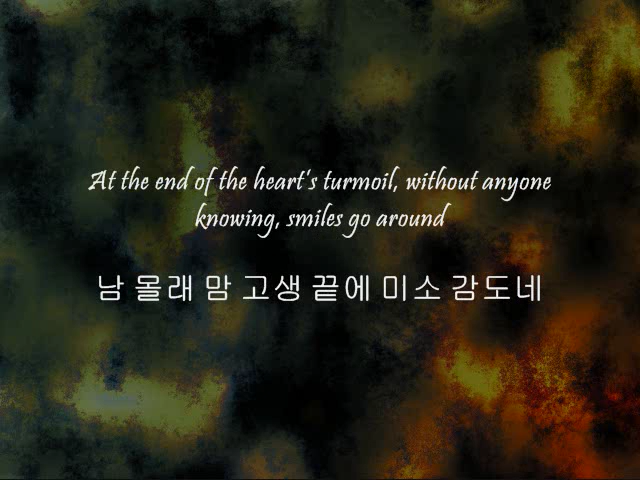 At the end of the heart's turmoil, without anyone
knowing, smiles go around
남 몰래 맘 고생 끝에 미소 감도네